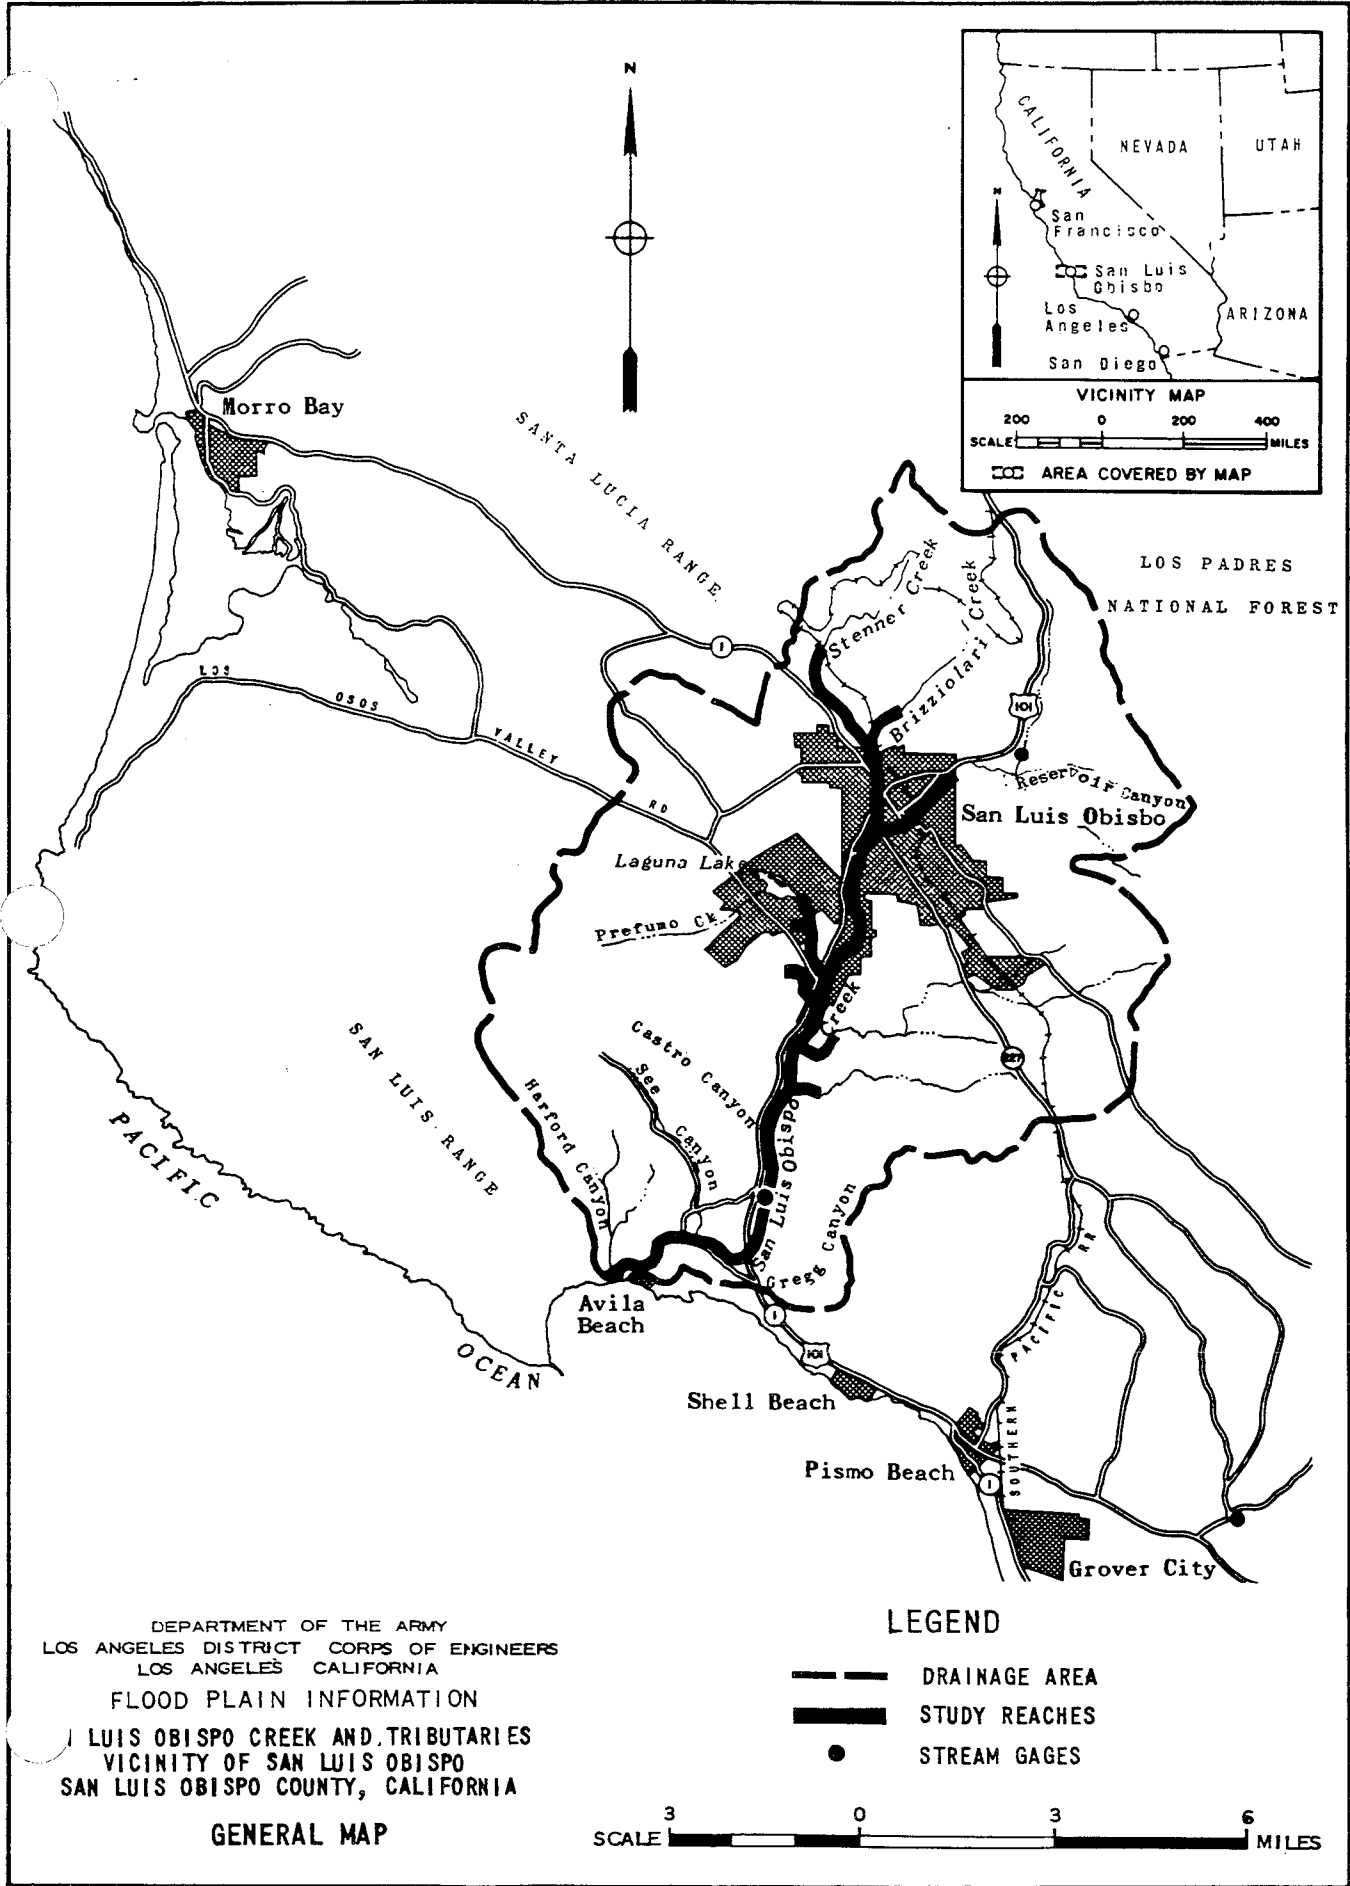 N
CALIFORNIA
NEVADA
UTAH
N
San
Francisco
San Luis
Obisbo
Los
Angeles
ARIZONA
San Diego
VICINITY MAP
200 0 200 400
SCALE MILES
AREA COVERED BY MAP
Morro Bay
SANTA LUCIA RANGE
LOS PADRES
NATIONAL FOREST
Stenner Creek
Brizziolari Creek
1
101
LOS OSOS VALLEY RD
Reservoir Canyon
San Luis Obisbo
Laguna Lake
Prefumo Ck.
San Luis Obispo Creek
Castro Canyon
See Canyon
Harford Canyon
SAN LUIS RANGE
227
PACIFIC
OCEAN
Gregg Canyon
Avila
Beach
1
101
SOUTHERN PACIFIC RR
Shell Beach
Pismo Beach
1
Grover City
DEPARTMENT OF THE ARMY
LOS ANGELES DISTRICT CORPS OF ENGINEERS
LOS ANGELES CALIFORNIA
FLOOD PLAIN INFORMATION
LUIS OBISPO CREEK AND TRIBUTARIES
VICINITY OF SAN LUIS OBISPO
SAN LUIS OBISPO COUNTY, CALIFORNIA
GENERAL MAP
LEGEND
DRAINAGE AREA
STUDY REACHES
STREAM GAGES
3 0 3 6
SCALE MILES